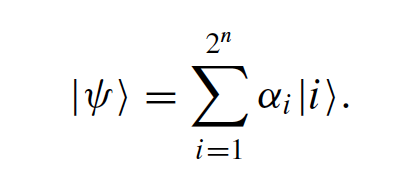 |ψ⟩ = ∑_{i=1}^{2^n} α_i|i⟩.